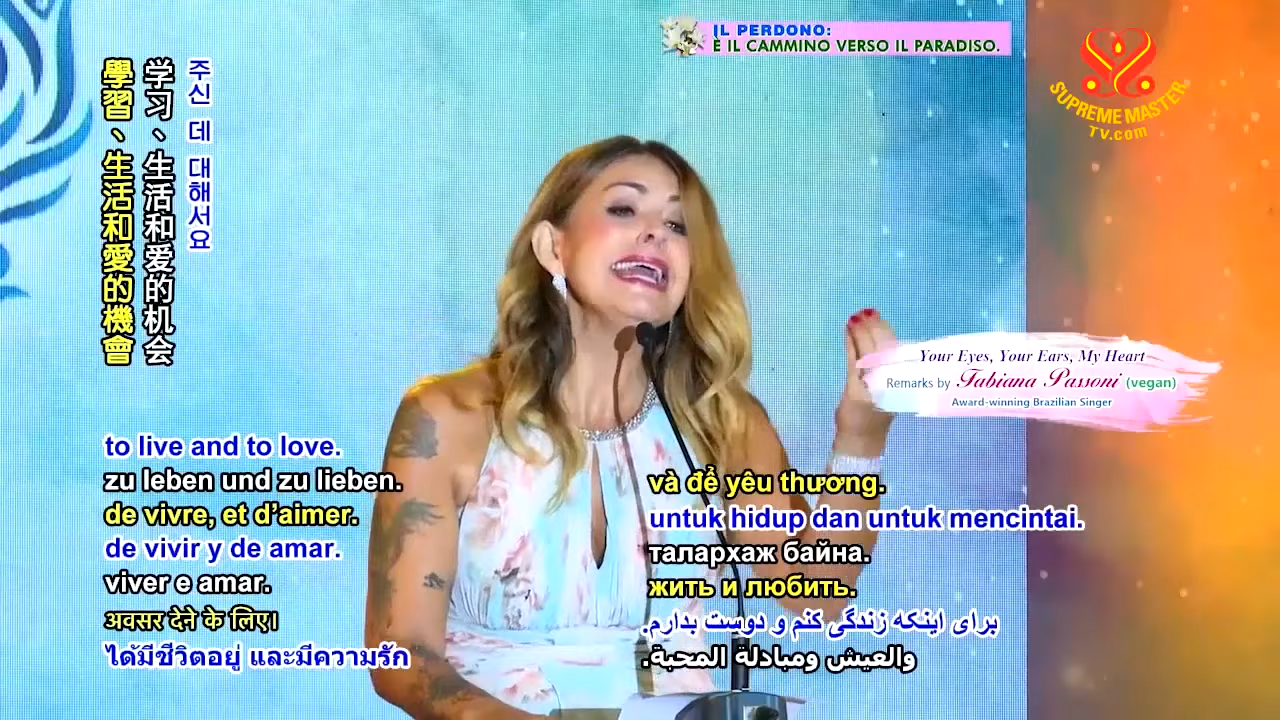 IL PERDONO:
È IL CAMMINO VERSO IL PARADISO.
SUPREME MASTER
TV.com
學習、生活和愛的機會
学习、生活和爱的机会
주신 데 대해서요
Your Eyes, Your Ears, My Heart
Remarks by Fabiana Passoni (vegan)
Award-winning Brazilian Singer
to live and to love.
zu leben und zu lieben.
de vivre, et d’aimer.
de vivir y de amar.
viver e amar.
अवसर देने के लिए।
ได้มีชีวิตอยู่ และมีความรัก
và để yêu thương.
untuk hidup dan untuk mencintai.
талархаж байна.
жить и любить.
برای اینکه زندگی کنم و دوست بدارم.
والعيش ومبادلة المحبة.